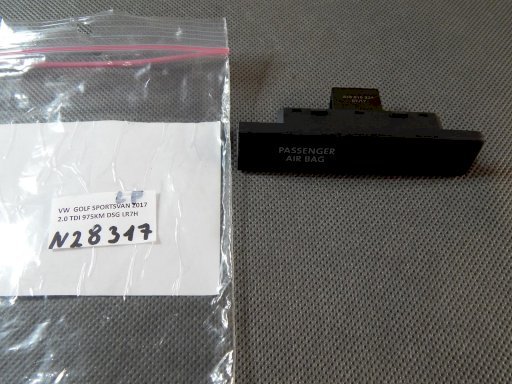 VW GOLF SPORTSVAN 2017
2.0 TDI 975KM DSG LR7H
N28317
PASSENGER
AIR BAG